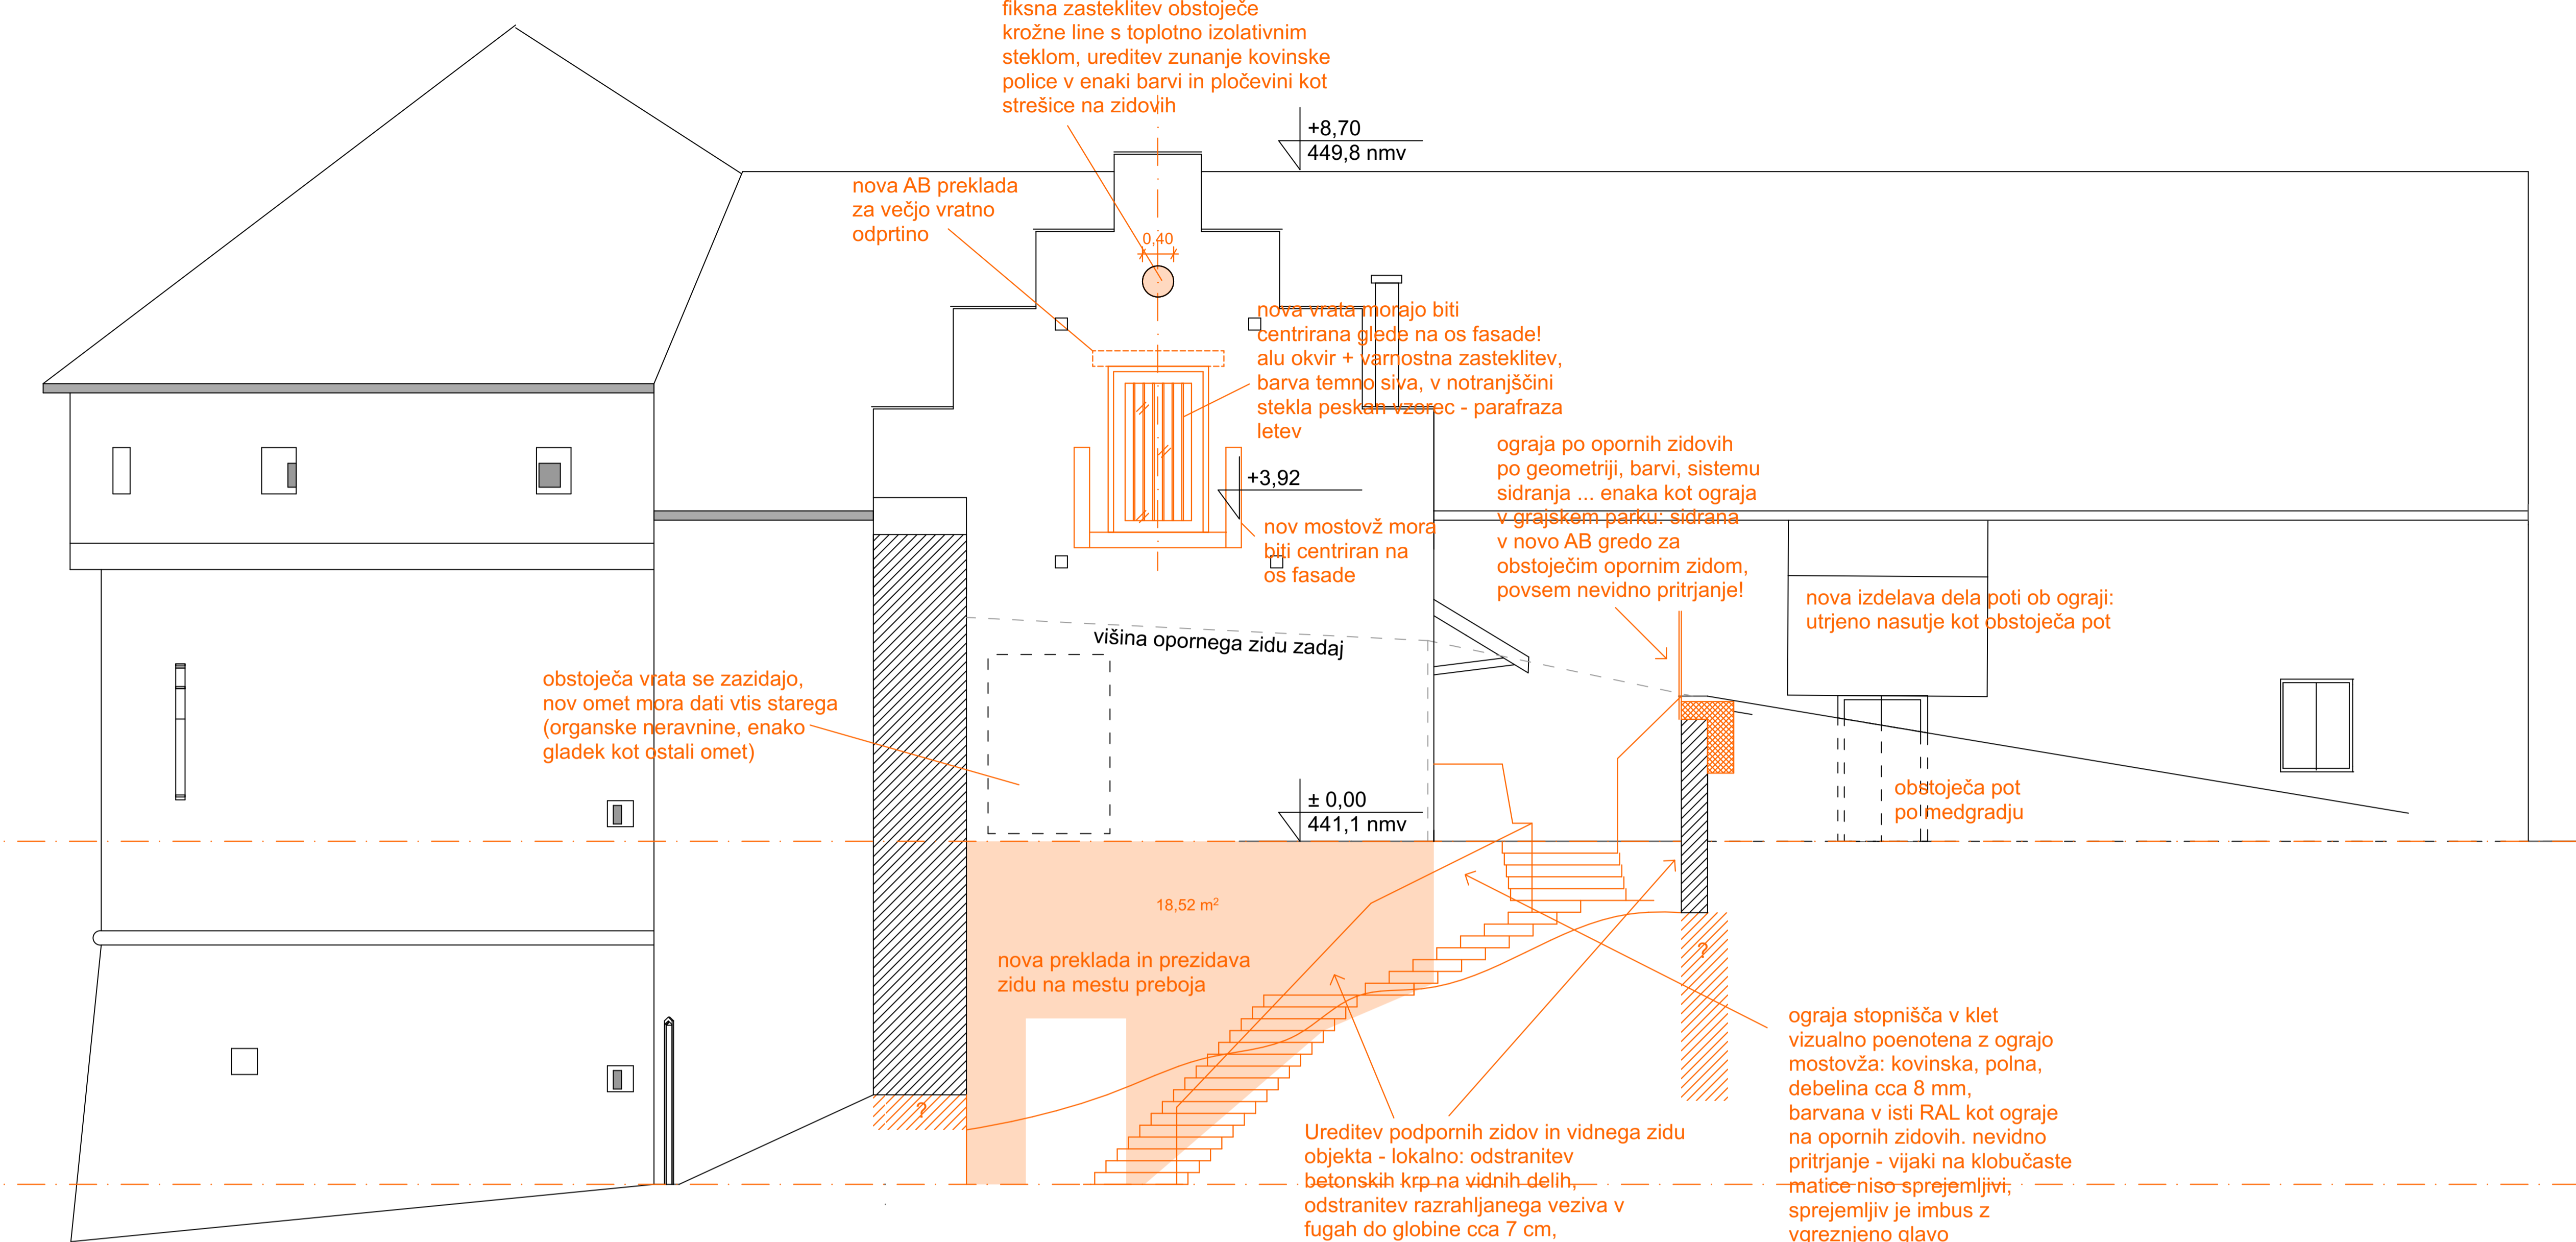 fiksna zasteklitev obstoječe
krožne line s toplotno izolativnim
steklom, ureditev zunanje kovinske
police v enaki barvi in pločevini kot
strešice na zidovih
+8,70
449,8 nmv
nova AB preklada
za večjo vratno
odprtino
0,40
nova vrata morajo biti
centrirana glede na os fasade!
alu okvir + varnostna zasteklitev,
barva temno siva, v notranjščini
stekla peskan vzorec - parafraza
letev
ograja po opornih zidovih
po geometriji, barvi, sistemu
sidranja ... enaka kot ograja
v grajskem parku: sidrana
v novo AB gredo za
obstoječim opornim zidom,
povsem nevidno pritrjanje!
+3,92
nov mostovž mora
biti centriran na
os fasade
nova izdelava dela poti ob ograji:
utrjeno nasutje kot obstoječa pot
višina opornega zidu zadaj
obstoječa vrata se zazidajo,
nov omet mora dati vtis starega
(organske neravnine, enako
gladek kot ostali omet)
± 0,00
441,1 nmv
obstoječa pot
po medgradju
18,52 m²
nova preklada in prezidava
zidu na mestu preboja
?
?
ograja stopnišča v klet
vizualno poenotena z ograjo
mostovža: kovinska, polna,
debelina cca 8 mm,
barvana v isti RAL kot ograje
na opornih zidovih. nevidno
pritrjanje - vijaki na klobučaste
matice niso sprejemljivi,
sprejemljiv je imbus z
vgreznjeno glavo
Ureditev podpornih zidov in vidnega zidu
objekta - lokalno: odstranitev
betonskih krp na vidnih delih,
odstranitev razrahljanega veziva v
fugah do globine cca 7 cm,